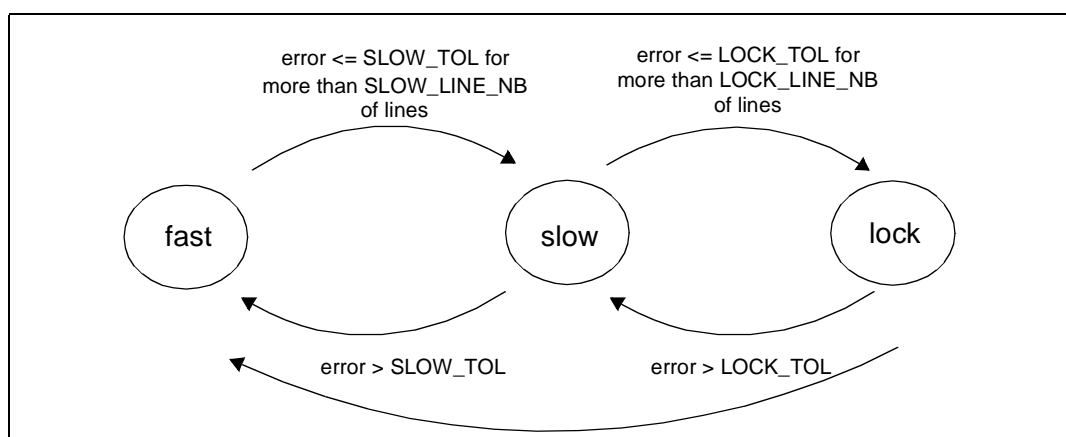 error <= SLOW_TOL for
more than SLOW_LINE_NB
of lines
error <= LOCK_TOL for
more than LOCK_LINE_NB
of lines
fast
slow
lock
error > SLOW_TOL
error > LOCK_TOL